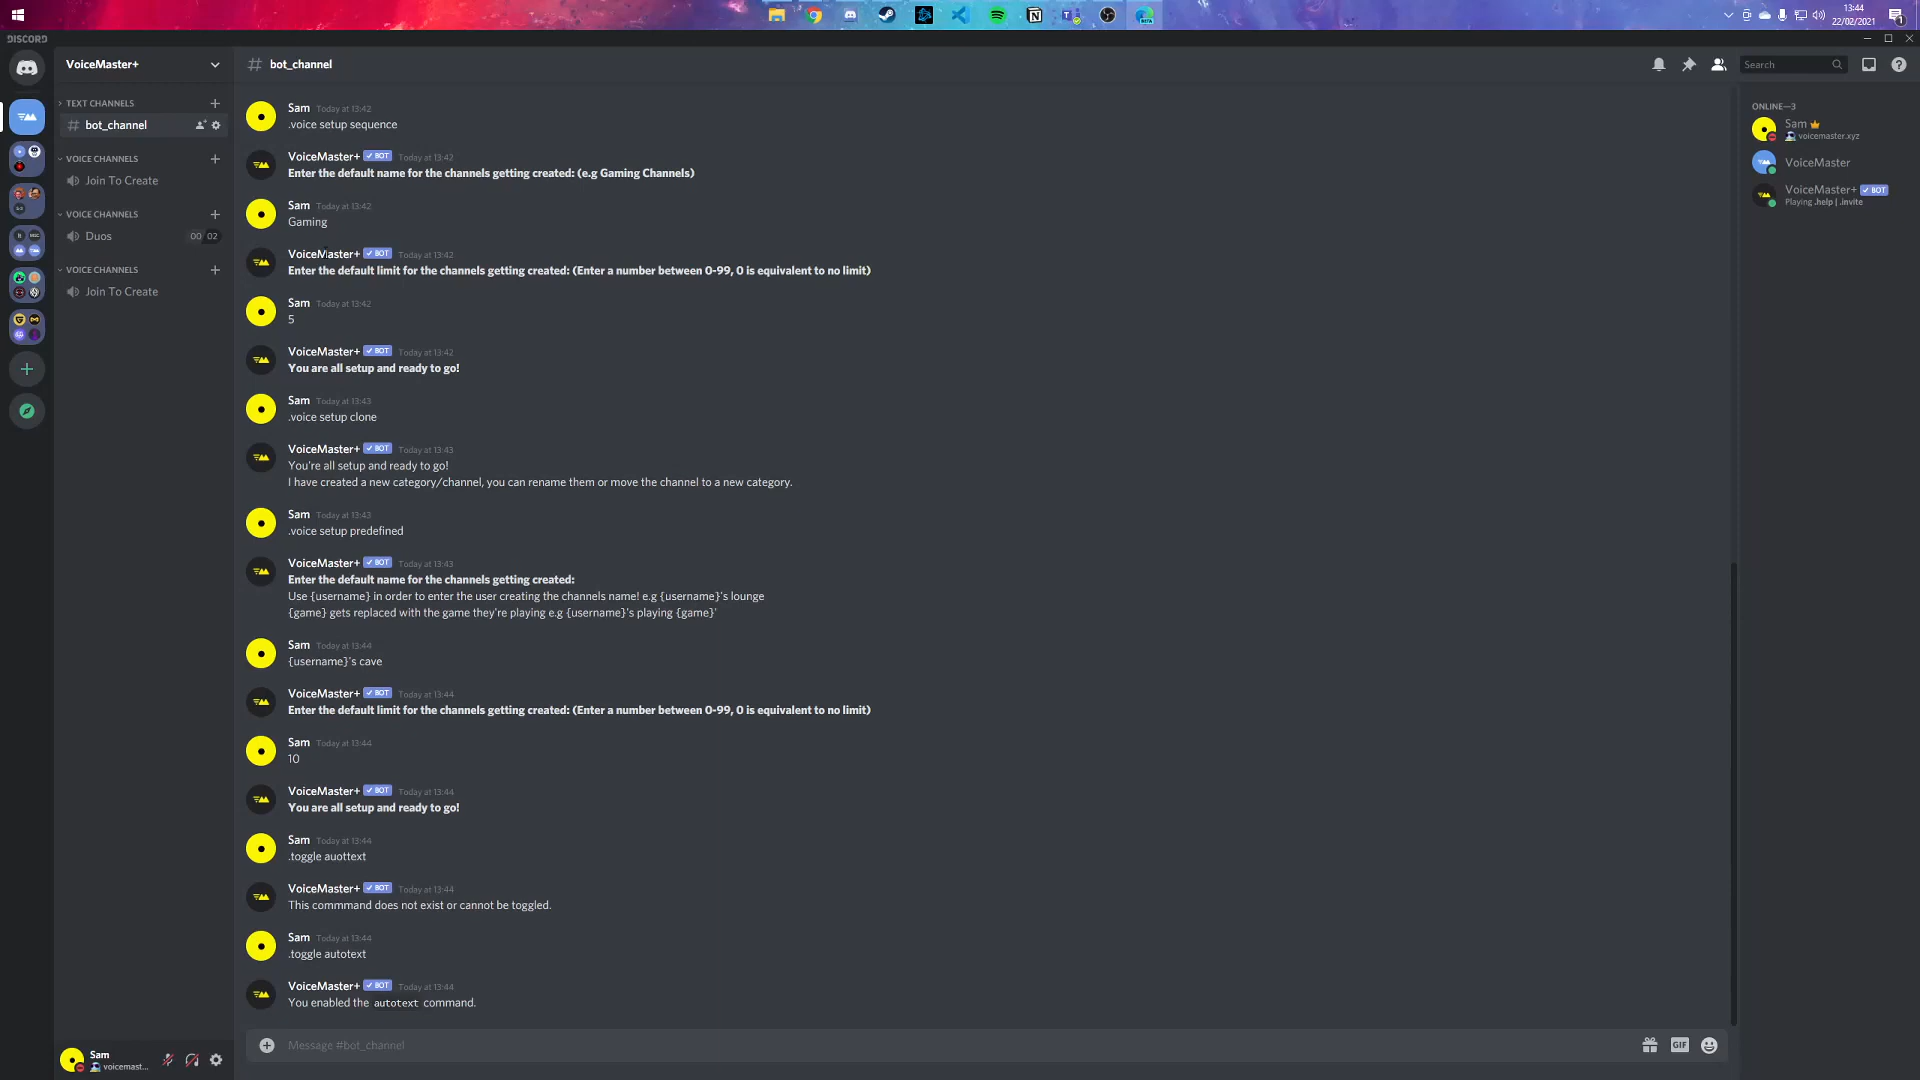 13:44
22/02/2021
DISCORD
VoiceMaster+
bot_channel
Search
TEXT CHANNELS
bot_channel
VOICE CHANNELS
Join To Create
VOICE CHANNELS
Duos 00 02
VOICE CHANNELS
Join To Create
Sam Today at 13:42
.voice setup sequence
VoiceMaster+ BOT Today at 13:42
Enter the default name for the channels getting created: (e.g Gaming Channels)
Sam Today at 13:42
Gaming
VoiceMaster+ BOT Today at 13:42
Enter the default limit for the channels getting created: (Enter a number between 0-99, 0 is equivalent to no limit)
Sam Today at 13:42
5
VoiceMaster+ BOT Today at 13:42
You are all setup and ready to go!
Sam Today at 13:43
.voice setup clone
VoiceMaster+ BOT Today at 13:43
You're all setup and ready to go!
I have created a new category/channel, you can rename them or move the channel to a new category.
Sam Today at 13:43
.voice setup predefined
VoiceMaster+ BOT Today at 13:43
Enter the default name for the channels getting created:
Use {username} in order to enter the user creating the channels name! e.g {username}'s lounge
{game} gets replaced with the game they're playing e.g {username}'s playing {game}'
Sam Today at 13:44
{username}'s cave
VoiceMaster+ BOT Today at 13:44
Enter the default limit for the channels getting created: (Enter a number between 0-99, 0 is equivalent to no limit)
Sam Today at 13:44
10
VoiceMaster+ BOT Today at 13:44
You are all setup and ready to go!
Sam Today at 13:44
.toggle auottext
VoiceMaster+ BOT Today at 13:44
This commmand does not exist or cannot be toggled.
Sam Today at 13:44
.toggle autotext
VoiceMaster+ BOT Today at 13:44
You enabled the autotext command.
Message #bot_channel
GIF
ONLINE—3
Sam
voicemaster.xyz
VoiceMaster
VoiceMaster+ BOT
Playing .help | .invite
Sam
voicemast...